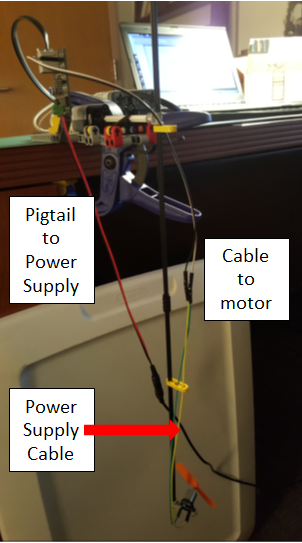 Pigtail
to
Power
Supply
Cable
to
motor
Power
Supply
Cable